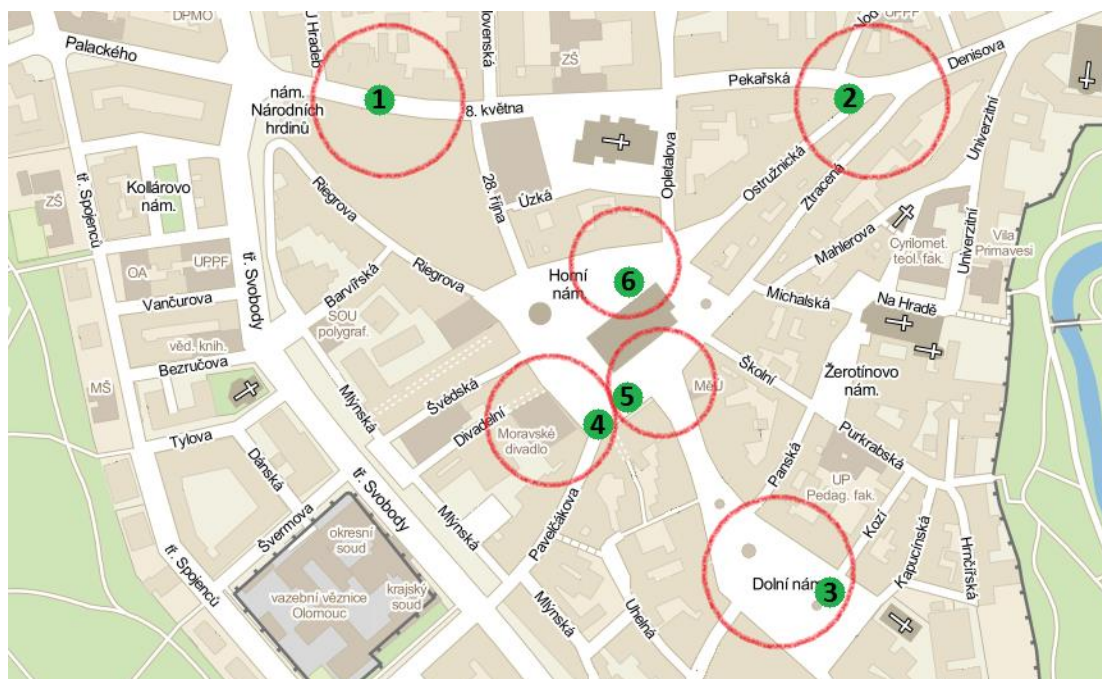 DPMO
U Hradeb
Palackého
nám.
Národních
hrdinů
1
8. května
ZŠ
Pekařská
2
UPPF
Denisova
Univerzitní
ZŠ
Kollárovo
nám.
tř. Spojenců
Riegrova
28. října
Úzká
Opletalova
Ostružnická
Ztracená
Mahlerova
Cyrilomet.
teol. fak.
Vila
Primavesi
Univerzitní
OA
UPPF
Vančurova
tř. Svobody
Barvířská
Riegrova
Horní
nám.
6
Michalská
Na Hradě
SOU
polygraf.
věd. knih.
Bezručova
MŠ
Mlýnská
Švédská
Divadelní
Moravské
divadlo
4
5
MěÚ
Školní
Žerotínovo
nám.
Tylova
Dánská
tř. Svobody
Mlýnská
Pavelčákova
Panská
Purkrabská
UP
Pedag. fak.
Kozí
Kapucínská
Hrnčířská
Švermova
okresní
soud
vazební věznice
Olomouc
krajský
soud
tř. Spojenců
Mlýnská
Uhelná
Dolní nám.
3